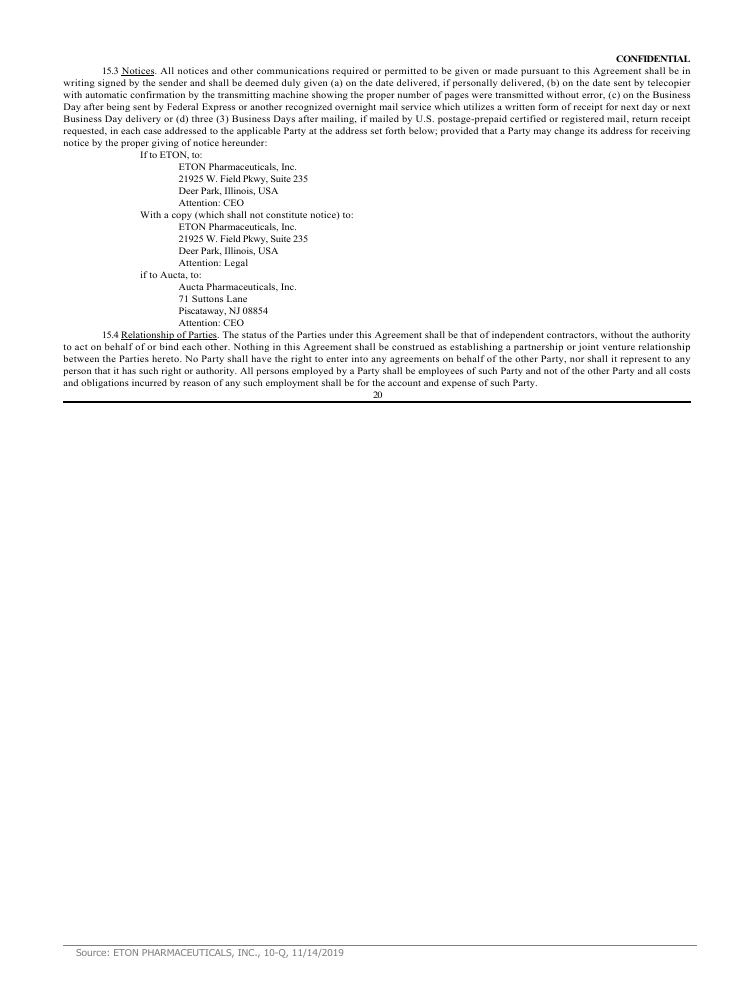 CONFIDENTIAL
15.3 Notices. All notices and other communications required or permitted to be given or made pursuant to this Agreement shall be in
writing signed by the sender and shall be deemed duly given (a) on the date delivered, if personally delivered, (b) on the date sent by telecopier
with automatic confirmation by the transmitting machine showing the proper number of pages were transmitted without error, (c) on the Business
Day after being sent by Federal Express or another recognized overnight mail service which utilizes a written form of receipt for next day or next
Business Day delivery or (d) three (3) Business Days after mailing, if mailed by U.S. postage-prepaid certified or registered mail, return receipt
requested, in each case addressed to the applicable Party at the address set forth below; provided that a Party may change its address for receiving
notice by the proper giving of notice hereunder:
If to ETON, to:
ETON Pharmaceuticals, Inc.
21925 W. Field Pkwy, Suite 235
Deer Park, Illinois, USA
Attention: CEO
With a copy (which shall not constitute notice) to:
ETON Pharmaceuticals, Inc.
21925 W. Field Pkwy, Suite 235
Deer Park, Illinois, USA
Attention: Legal
if to Aucta, to:
Aucta Pharmaceuticals, Inc.
71 Suttons Lane
Piscataway, NJ 08854
Attention: CEO
15.4 Relationship of Parties. The status of the Parties under this Agreement shall be that of independent contractors, without the authority
to act on behalf of or bind each other. Nothing in this Agreement shall be construed as establishing a partnership or joint venture relationship
between the Parties hereto. No Party shall have the right to enter into any agreements on behalf of the other Party, nor shall it represent to any
person that it has such right or authority. All persons employed by a Party shall be employees of such Party and not of the other Party and all costs
and obligations incurred by reason of any such employment shall be for the account and expense of such Party.
20
Source: ETON PHARMACEUTICALS, INC., 10-Q, 11/14/2019